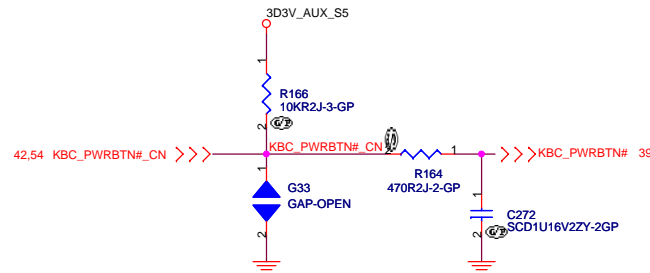 3D3V_AUX_S5
1
R166
10KR2J-3-GP
2
G/P
42,54 KBC_PWRBTN#_CN
KBC_PWRBTN#_CN
2
1
KBC_PWRBTN# 39
R164
470R2J-2-GP
1
G33
GAP-OPEN
2
1
C272
SCD1U16V2ZY-2GP
2
G/P